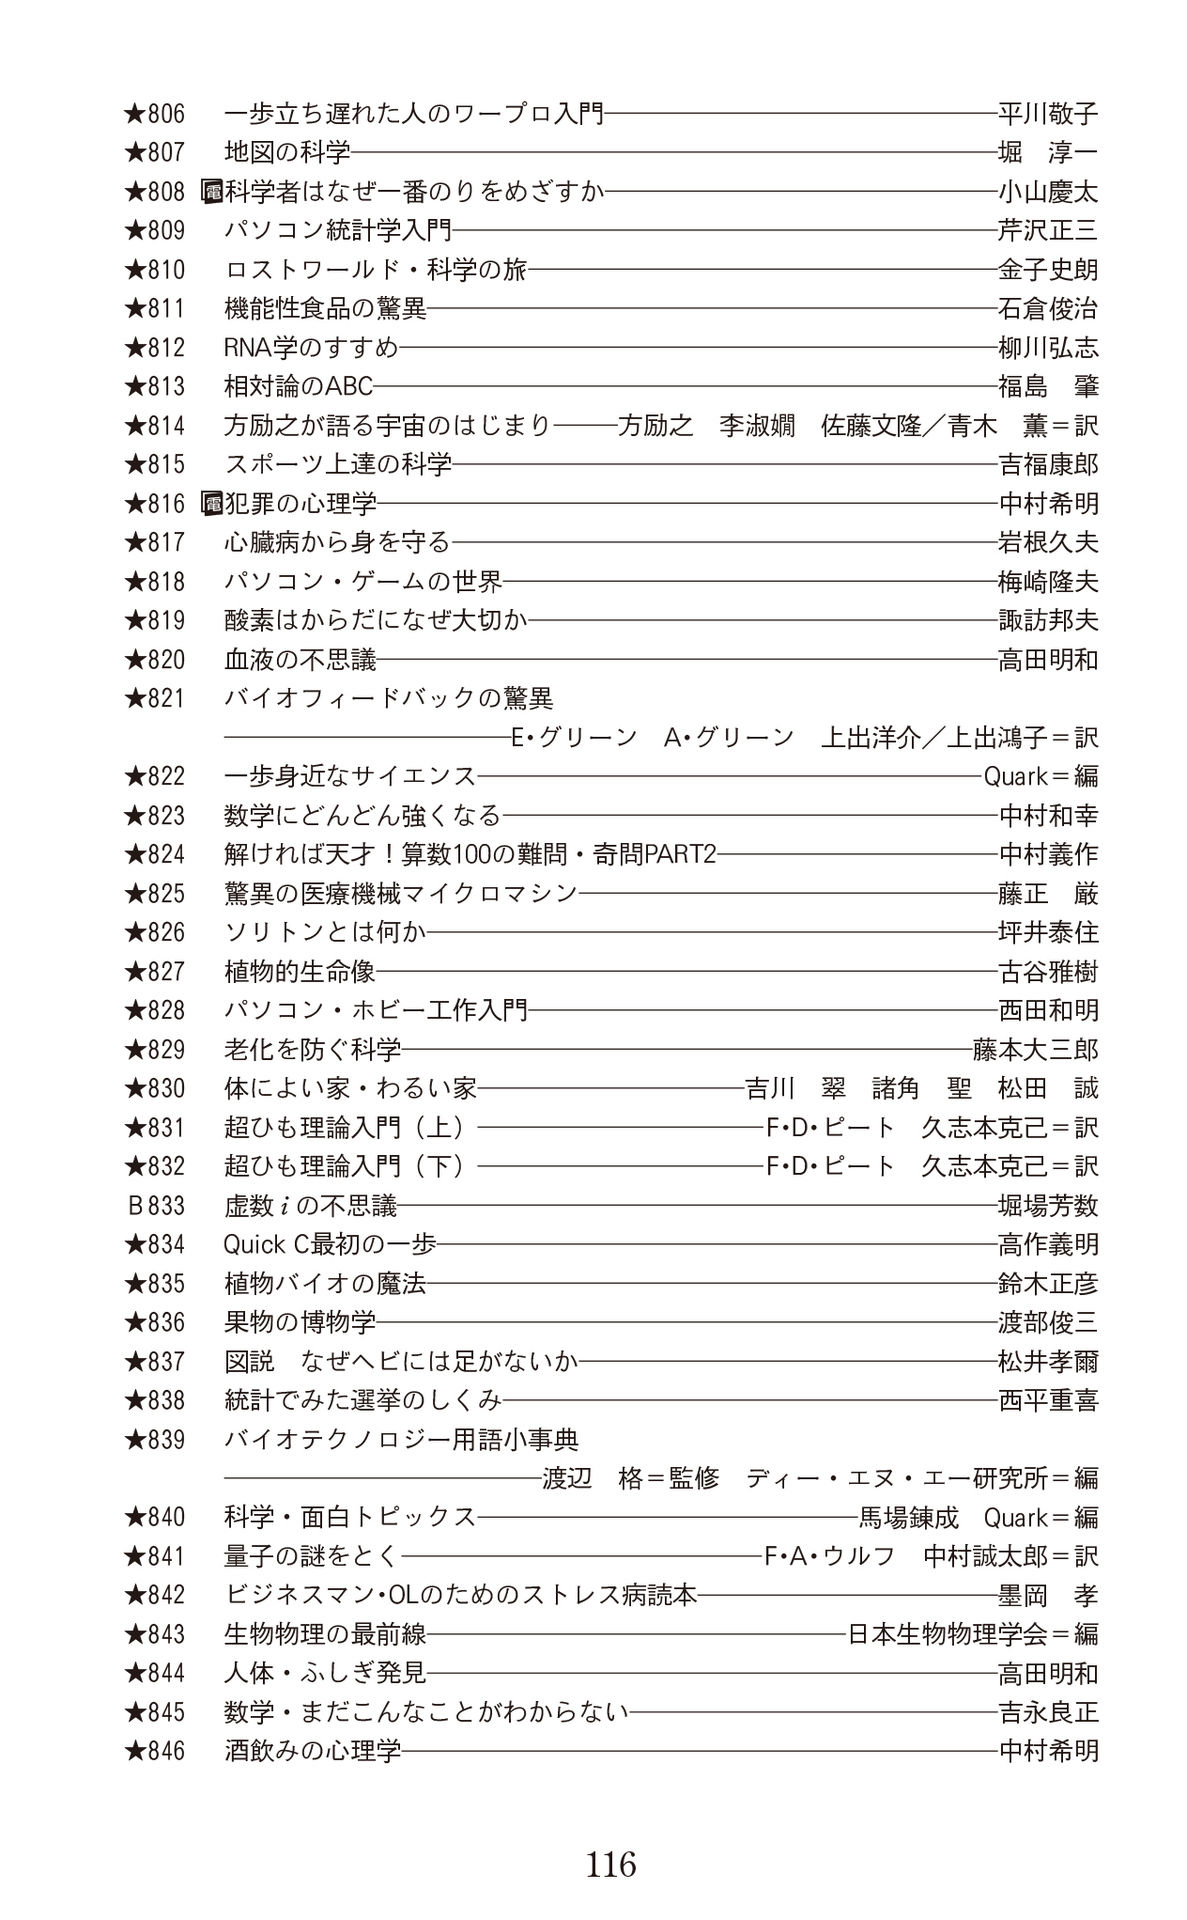 ★806 一歩立ち遅れた人のワープロ入門――平川敬子
★807 地図の科学――堀　淳一
★808 電 科学者はなぜ一番のりをめざすか――小山慶太
★809 パソコン統計学入門――芹沢正三
★810 ロストワールド・科学の旅――金子史朗
★811 機能性食品の驚異――石倉俊治
★812 RNA学のすすめ――柳川弘志
★813 相対論のABC――福島　肇
★814 方励之が語る宇宙のはじまり――方励之　李淑嫺　佐藤文隆／青木　薫＝訳
★815 スポーツ上達の科学――吉福康郎
★816 電 犯罪の心理学――中村希明
★817 心臓病から身を守る――岩根久夫
★818 パソコン・ゲームの世界――梅崎隆夫
★819 酸素はからだになぜ大切か――諏訪邦夫
★820 血液の不思議――高田明和
★821 バイオフィードバックの驚異
――E・グリーン　A・グリーン　上出洋介／上出鴻子＝訳
★822 一歩身近なサイエンス――Quark＝編
★823 数学にどんどん強くなる――中村和幸
★824 解ければ天才！算数100の難問・奇問PART2――中村義作
★825 驚異の医療機械マイクロマシン――藤正　巌
★826 ソリトンとは何か――坪井泰住
★827 植物的生命像――古谷雅樹
★828 パソコン・ホビー工作入門――西田和明
★829 老化を防ぐ科学――藤本大三郎
★830 体によい家・わるい家――吉川　翠　諸角　聖　松田　誠
★831 超ひも理論入門（上）――F・D・ピート　久志本克己＝訳
★832 超ひも理論入門（下）――F・D・ピート　久志本克己＝訳
B833 虚数 i の不思議――堀場芳数
★834 Quick C最初の一歩――高作義明
★835 植物バイオの魔法――鈴木正彦
★836 果物の博物学――渡部俊三
★837 図説　なぜヘビには足がないか――松井孝爾
★838 統計でみた選挙のしくみ――西平重喜
★839 バイオテクノロジー用語小事典
――渡辺　格＝監修　ディー・エヌ・エー研究所＝編
★840 科学・面白トピックス――馬場錬成　Quark＝編
★841 量子の謎をとく――F・A・ウルフ　中村誠太郎＝訳
★842 ビジネスマン・OLのためのストレス病読本――墨岡　孝
★843 生物物理の最前線――日本生物物理学会＝編
★844 人体・ふしぎ発見――高田明和
★845 数学・まだこんなことがわからない――吉永良正
★846 酒飲みの心理学――中村希明
116